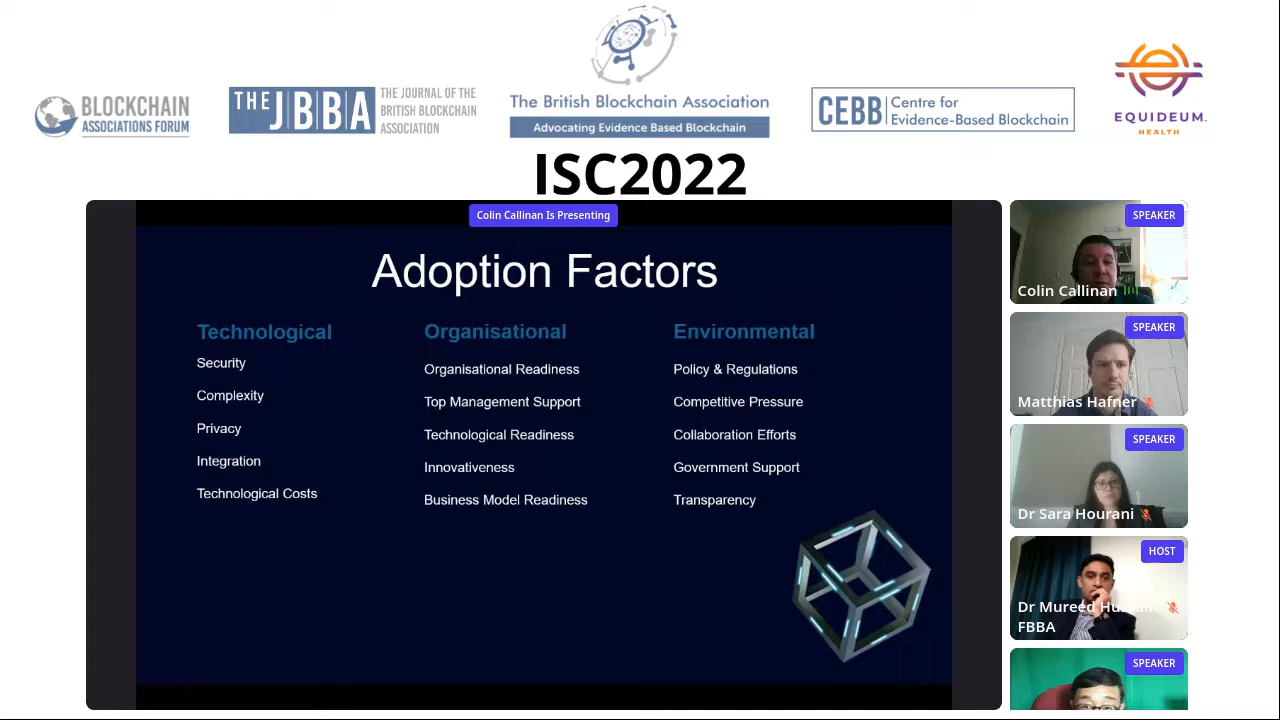 BLOCKCHAIN
ASSOCIATIONS FORUM
THE JBBA
THE JOURNAL OF THE
BRITISH BLOCKCHAIN
ASSOCIATION
The British Blockchain Association
Advocating Evidence Based Blockchain
CEBB
Centre for
Evidence-Based Blockchain
EQUIDEUM
HEALTH
ISC2022
Colin Callinan Is Presenting
Adoption Factors
Technological
Security
Complexity
Privacy
Integration
Technological Costs
Organisational
Organisational Readiness
Top Management Support
Technological Readiness
Innovativeness
Business Model Readiness
Environmental
Policy & Regulations
Competitive Pressure
Collaboration Efforts
Government Support
Transparency
SPEAKER
Colin Callinan
SPEAKER
Matthias Hafner
SPEAKER
Dr Sara Hourani
HOST
Dr Mureed
FBBA
SPEAKER